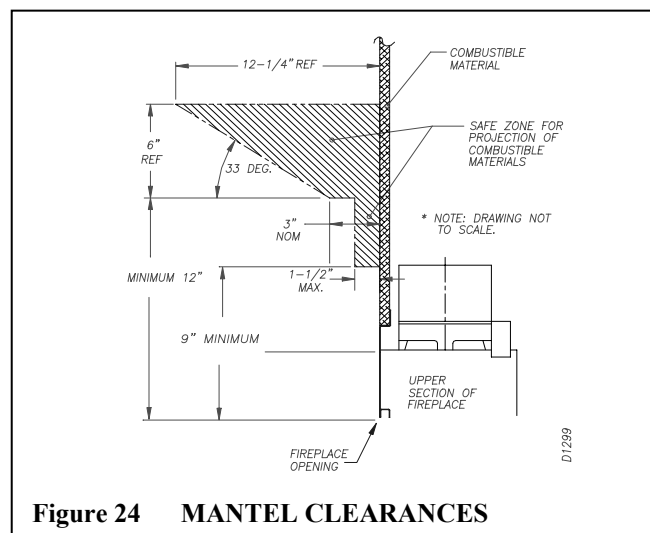 12-1/4" REF
COMBUSTIBLE
MATERIAL
6"
REF
33 DEG.
SAFE ZONE FOR
PROJECTION OF
COMBUSTIBLE
MATERIALS
3"
NOM
* NOTE: DRAWING NOT
TO SCALE.
MINIMUM 12"
1-1/2"
MAX.
9" MINIMUM
UPPER
SECTION OF
FIREPLACE
FIREPLACE
OPENING
D1299
Figure 24 MANTEL CLEARANCES